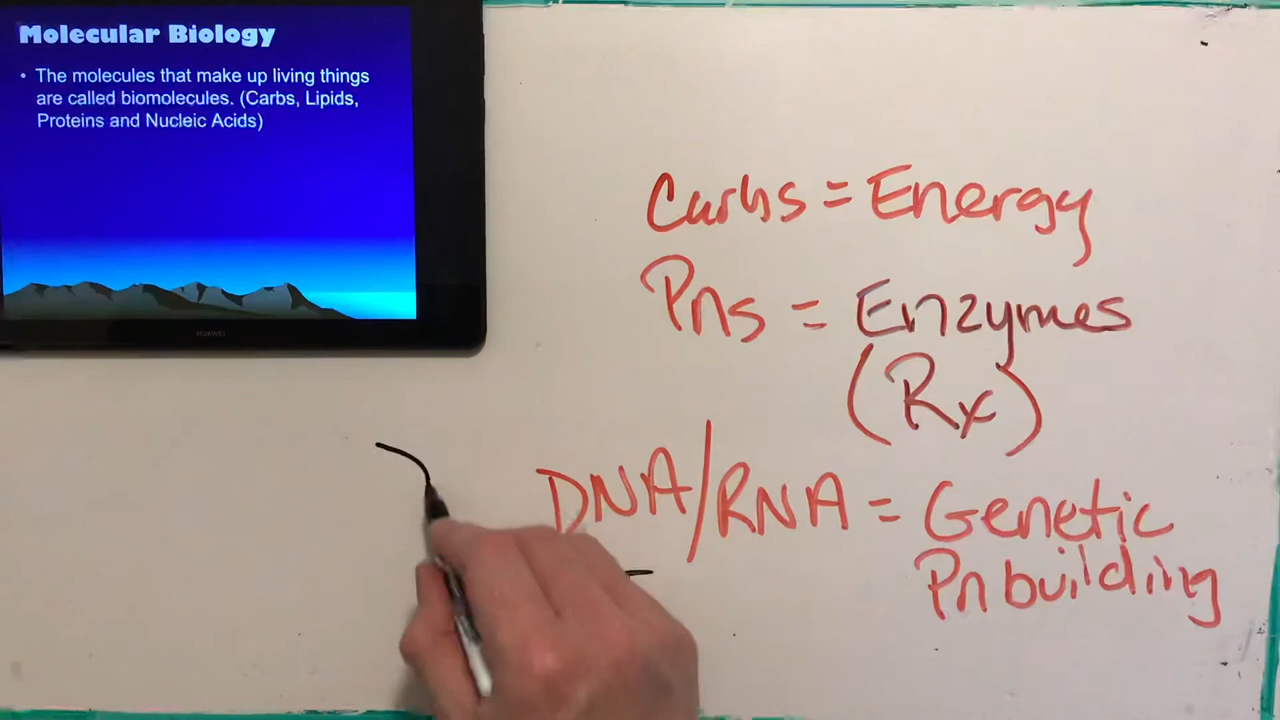 Molecular Biology
• The molecules that make up living things
are called biomolecules. (Carbs, Lipids,
Proteins and Nucleic Acids)
HUAWEI
Carbs = Energy
Pns = Enzymes
(Rx)
DNA/RNA = Genetic
Pn building